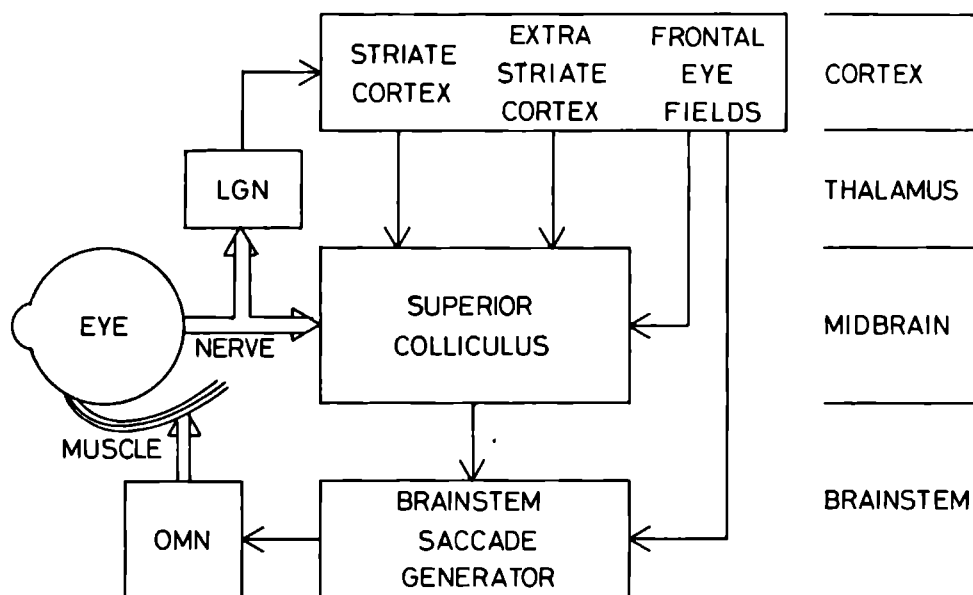 STRIATE
CORTEX
EXTRA
STRIATE
CORTEX
FRONTAL
EYE
FIELDS
CORTEX
LGN
THALAMUS
EYE
NERVE
SUPERIOR
COLLICULUS
MIDBRAIN
MUSCLE
OMN
BRAINSTEM
SACCADE
GENERATOR
BRAINSTEM